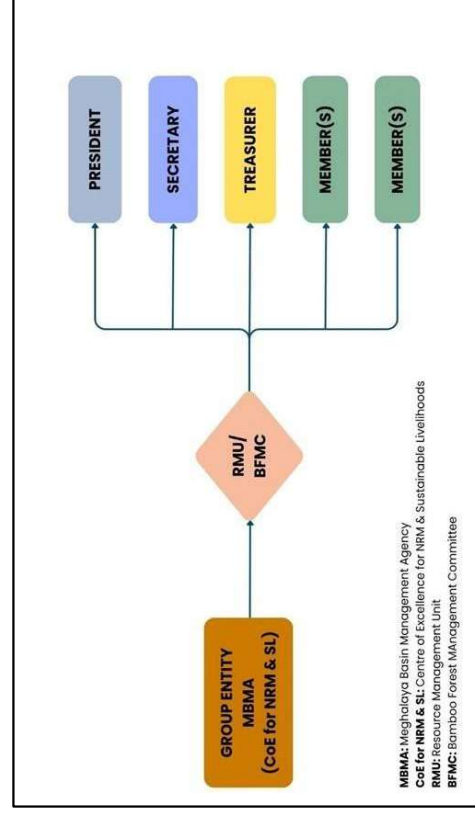 GROUP ENTITY
MBMA
(CoE for NRM & SL)
RMU/
BFMC
PRESIDENT
SECRETARY
TREASURER
MEMBER(S)
MEMBER(S)
MBMA: Meghalaya Basin Management Agency
CoE for NRM & SL: Centre of Excellence for NRM & Sustainable Livelihoods
RMU: Resource Management Unit
BFMC: Bamboo Forest MAnagement Committee